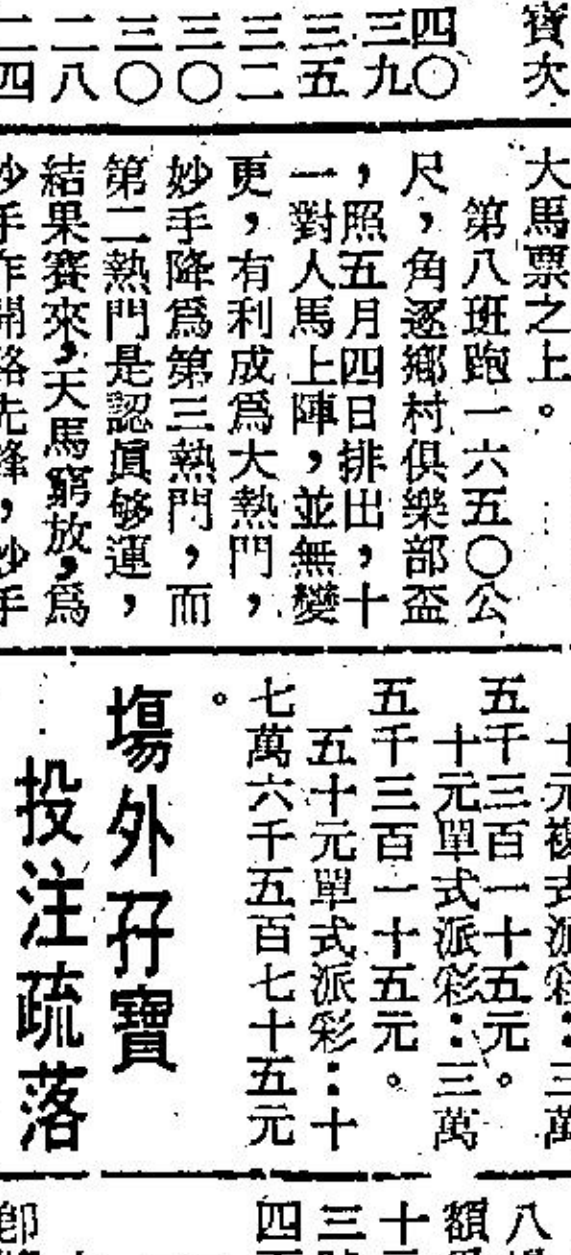 寶次
四〇
三九
三五
三二
三〇
三〇
二八
二四
大馬票之上。
第八班跑一六五〇公
尺,角逐鄉村俱樂部盃
,照五月四日排出,十
一對人馬上陣,並無變
更,有利成爲大熱門,
妙手降爲第三熱門,而
第二熱門是認眞够運,
結果賽來,天馬窮放,爲
妙手作開路先鋒,妙手
十元複式派彩:三萬
五千三百一十五元。
十元單式派彩:三萬
五千三百一十五元。
五十元單式派彩:十
七萬六千五百七十五元
。
塲外孖寶
投注疏落
八
額
十
三
四